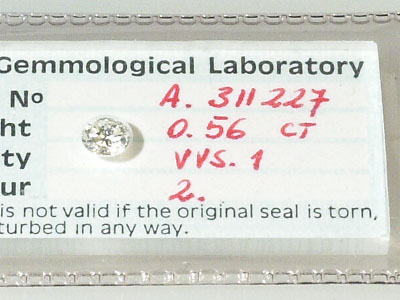 Gemmological Laboratory
No A. 311227
ht 0.56 CT
ty VVS.1
ur 2.
is not valid if the original seal is torn,
turbed in any way.